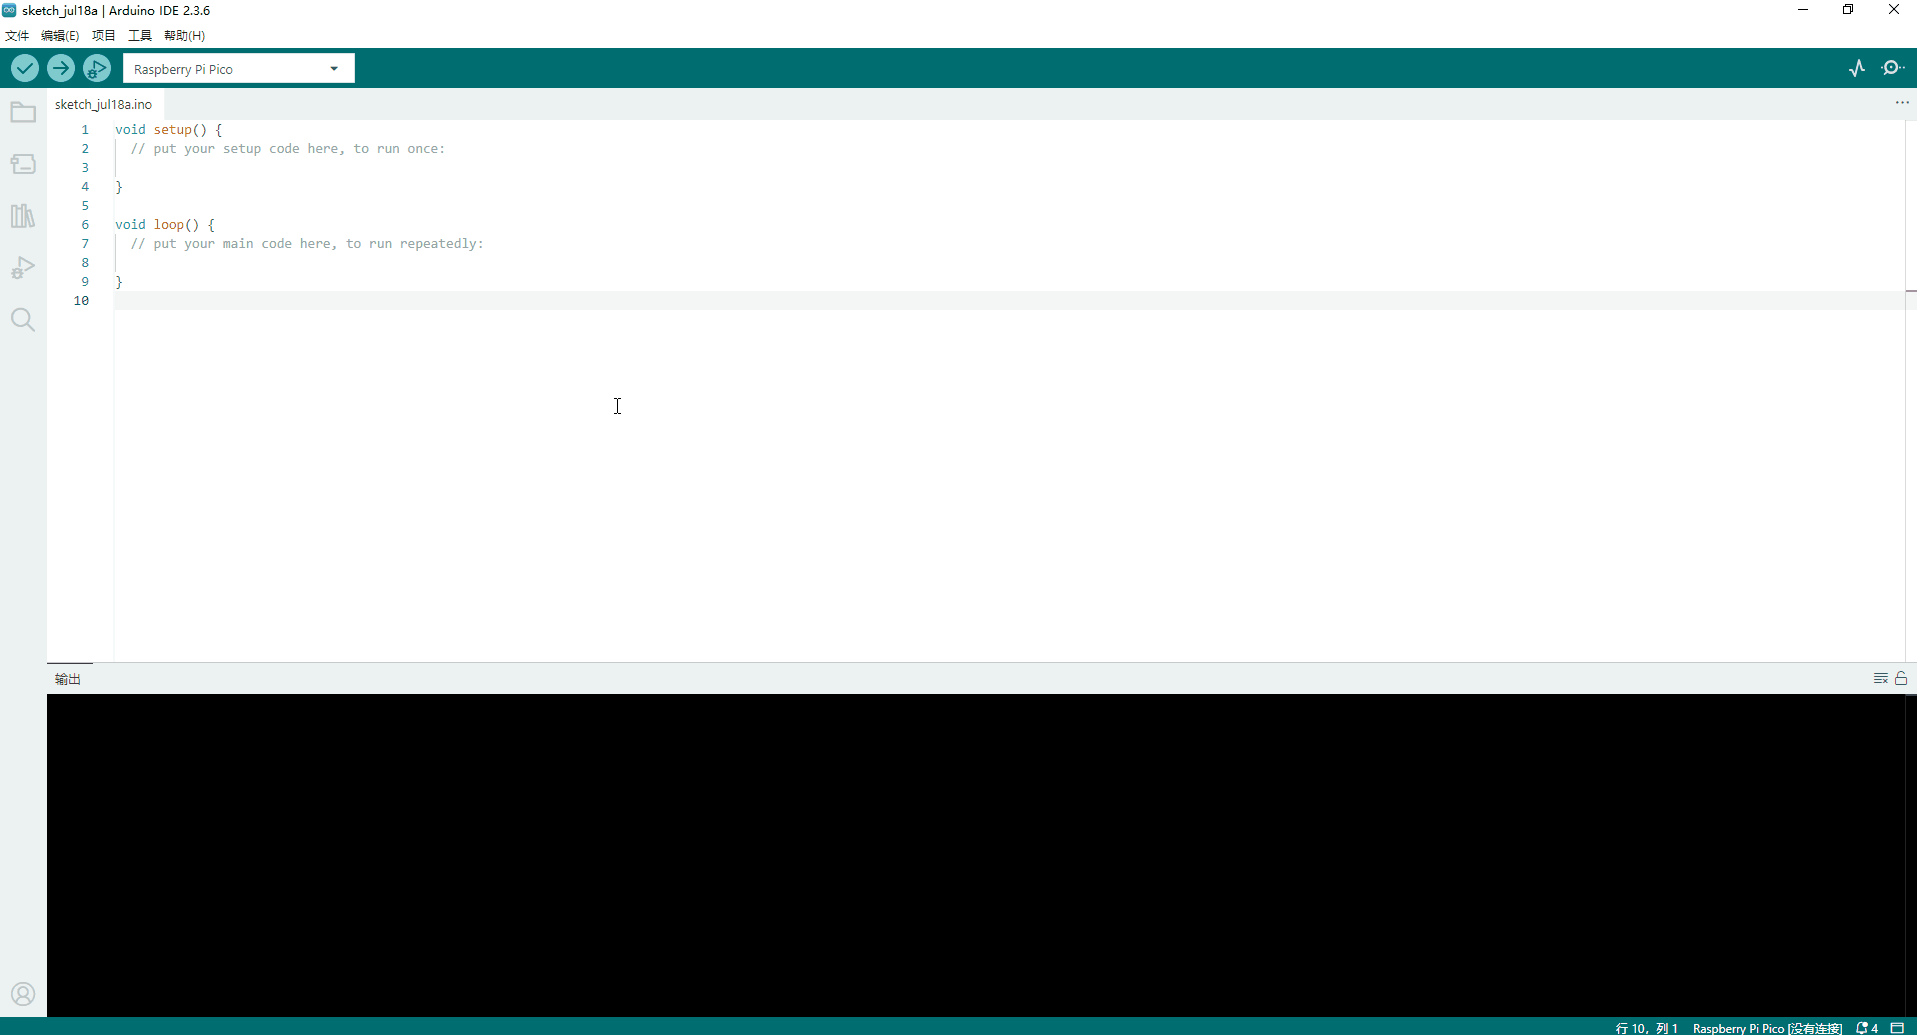 sketch_jul18a | Arduino IDE 2.3.6
文件 编辑(E) 项目 工具 帮助(H)
Raspberry Pi Pico
sketch_jul18a.ino
1 void setup() {
2 // put your setup code here, to run once:
3
4 }
5
6 void loop() {
7 // put your main code here, to run repeatedly:
8
9 }
10
输出
行 10，列 1 Raspberry Pi Pico [没有连接] 4